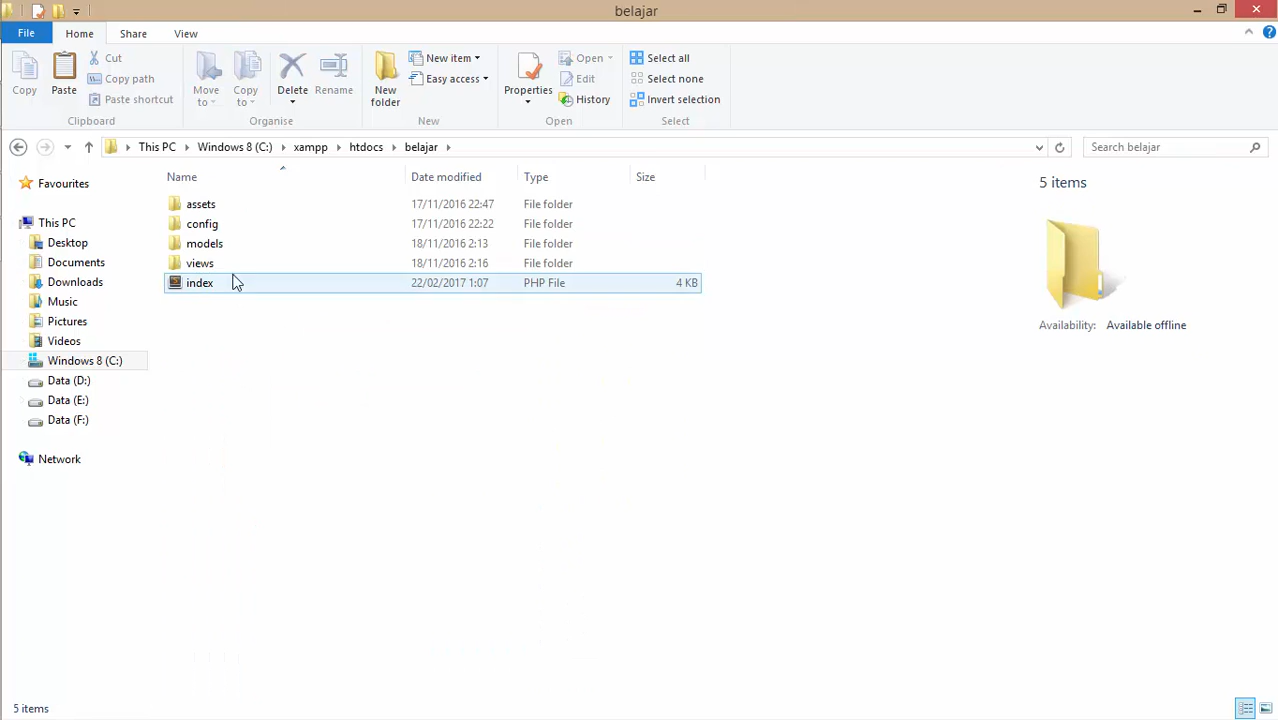 belajar
File Home Share View
Copy Paste Cut Copy path Paste shortcut Move to Copy to Delete Rename New folder New item Easy access Properties Open Edit History Select all Select none Invert selection
Clipboard Organise New Open Select
This PC Windows 8 (C:) xampp htdocs belajar Search belajar
Name Date modified Type Size
assets 17/11/2016 22:47 File folder
config 17/11/2016 22:22 File folder
models 18/11/2016 2:13 File folder
views 18/11/2016 2:16 File folder
index 22/02/2017 1:07 PHP File 4 KB
Favourites
This PC
Desktop
Documents
Downloads
Music
Pictures
Videos
Windows 8 (C:)
Data (D:)
Data (E:)
Data (F:)
Network
5 items
Availability: Available offline
5 items